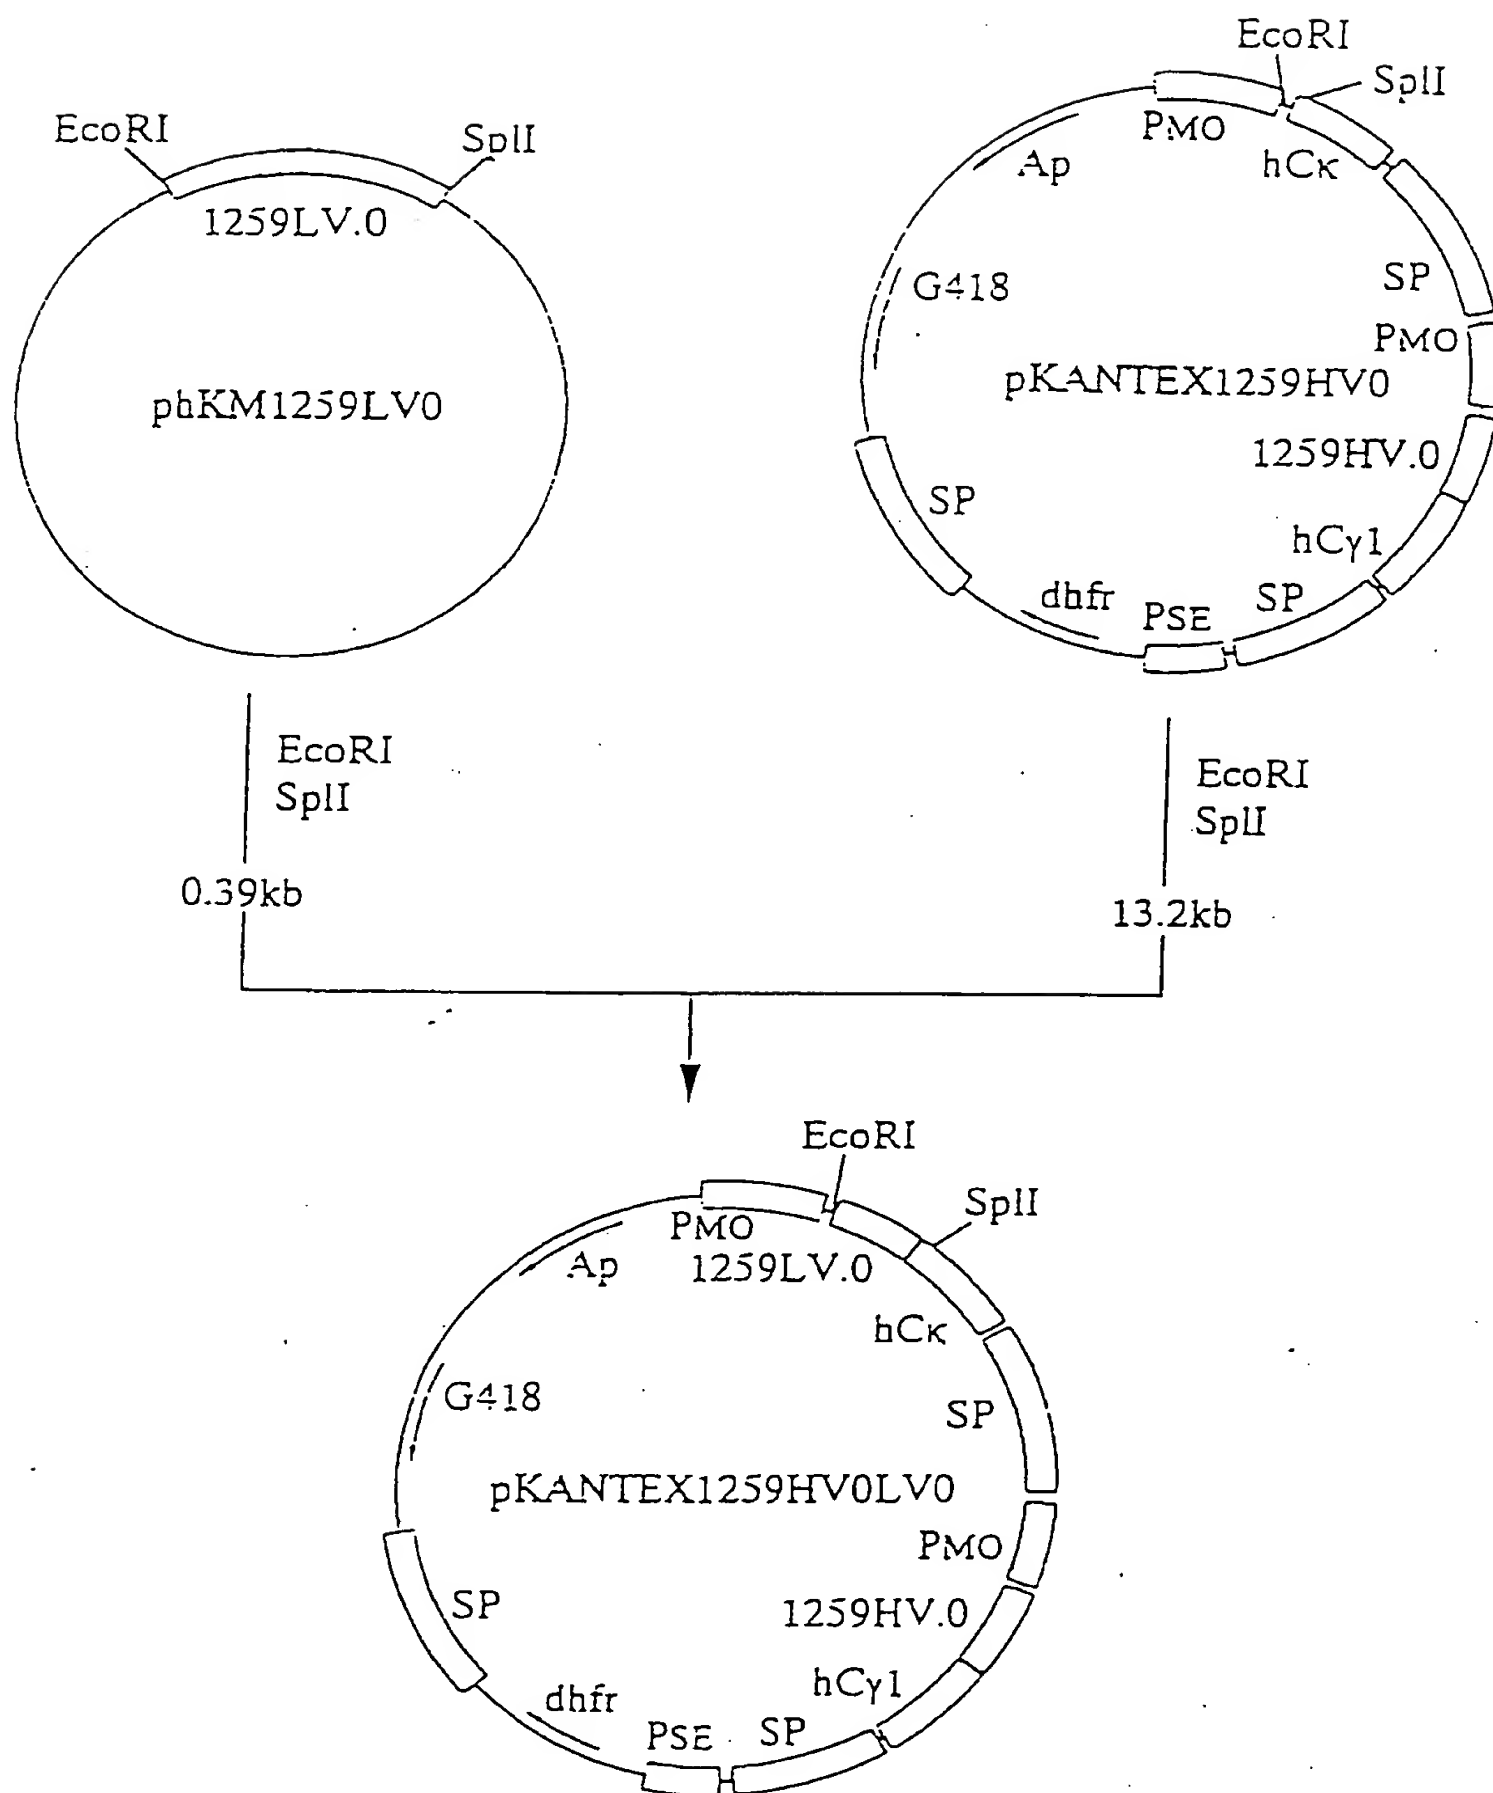 EcoRI
SplI
1259LV.0
phKM1259LV0
EcoRI
SplI
PMO
hCκ
Ap
SP
G418
PMO
pKANTEX1259HV0
1259HV.0
SP
hCγ1
dhfr
PSE
SP
EcoRI
SplI
0.39kb
EcoRI
SplI
13.2kb
EcoRI
SplI
PMO
1259LV.0
Ap
hCκ
G418
SP
pKANTEX1259HV0LV0
PMO
SP
1259HV.0
hCγ1
dhfr
PSE
SP